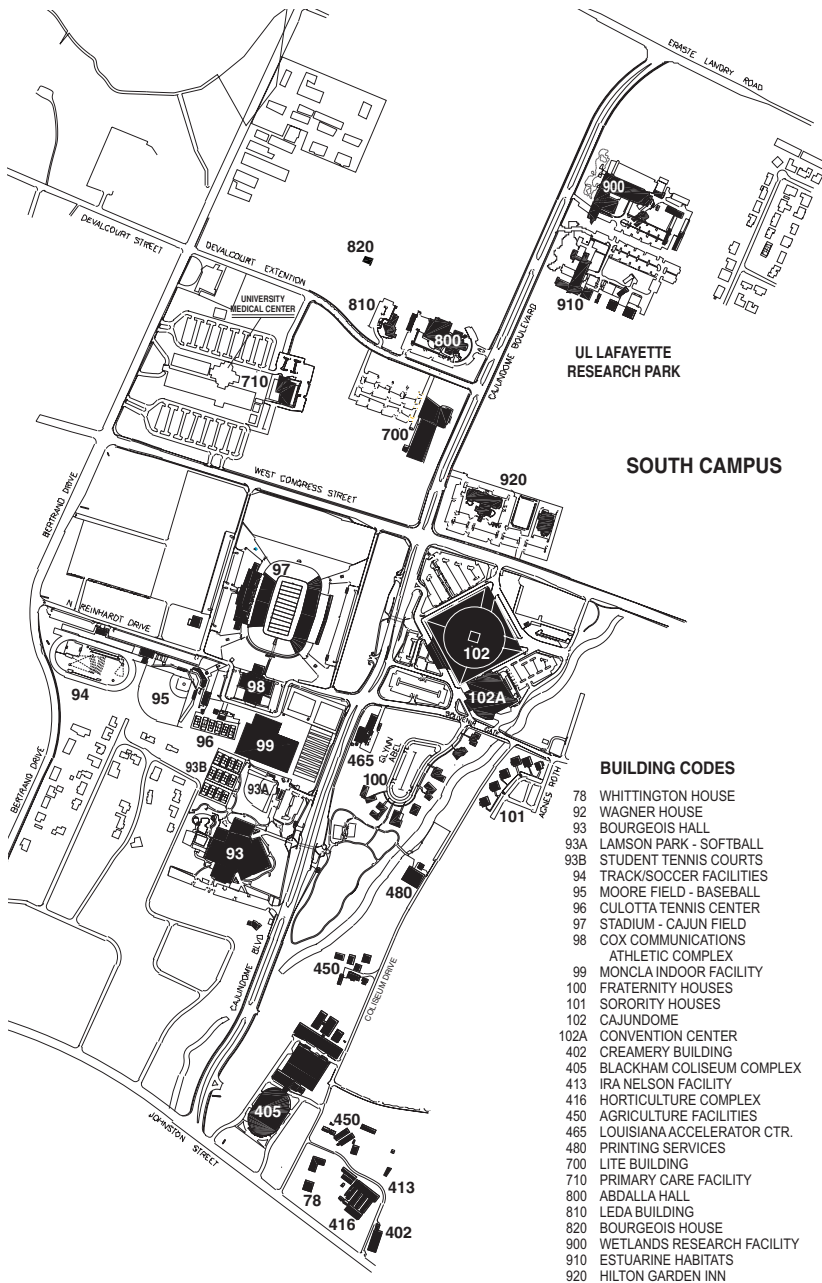 ERASTE LANDRY ROAD
900
DEVALCOURT STREET
820
DEVALCOURT EXTENTION
UNIVERSITY
MEDICAL CENTER
810
910
800
CAJUNDOME BOULEVARD
UL LAFAYETTE
RESEARCH PARK
710
700
SOUTH CAMPUS
WEST CONGRESS STREET
920
BERTRAND DRIVE
97
N REINHARDT DRIVE
102
98
94
95
102A
96
99
465
GLYNN
ABEL
93B
100
93A
AGNES ROTH
101
BERTRAND DRIVE
93
480
CAJUNDOME BLVD
450
COLISEUM DRIVE
405
450
JOHNSTON STREET
413
78
416
402
BUILDING CODES
78 WHITTINGTON HOUSE
92 WAGNER HOUSE
93 BOURGEOIS HALL
93A LAMSON PARK - SOFTBALL
93B STUDENT TENNIS COURTS
94 TRACK/SOCCER FACILITIES
95 MOORE FIELD - BASEBALL
96 CULOTTA TENNIS CENTER
97 STADIUM - CAJUN FIELD
98 COX COMMUNICATIONS
ATHLETIC COMPLEX
99 MONCLA INDOOR FACILITY
100 FRATERNITY HOUSES
101 SORORITY HOUSES
102 CAJUNDOME
102A CONVENTION CENTER
402 CREAMERY BUILDING
405 BLACKHAM COLISEUM COMPLEX
413 IRA NELSON FACILITY
416 HORTICULTURE COMPLEX
450 AGRICULTURE FACILITIES
465 LOUISIANA ACCELERATOR CTR.
480 PRINTING SERVICES
700 LITE BUILDING
710 PRIMARY CARE FACILITY
800 ABDALLA HALL
810 LEDA BUILDING
820 BOURGEOIS HOUSE
900 WETLANDS RESEARCH FACILITY
910 ESTUARINE HABITATS
920 HILTON GARDEN INN